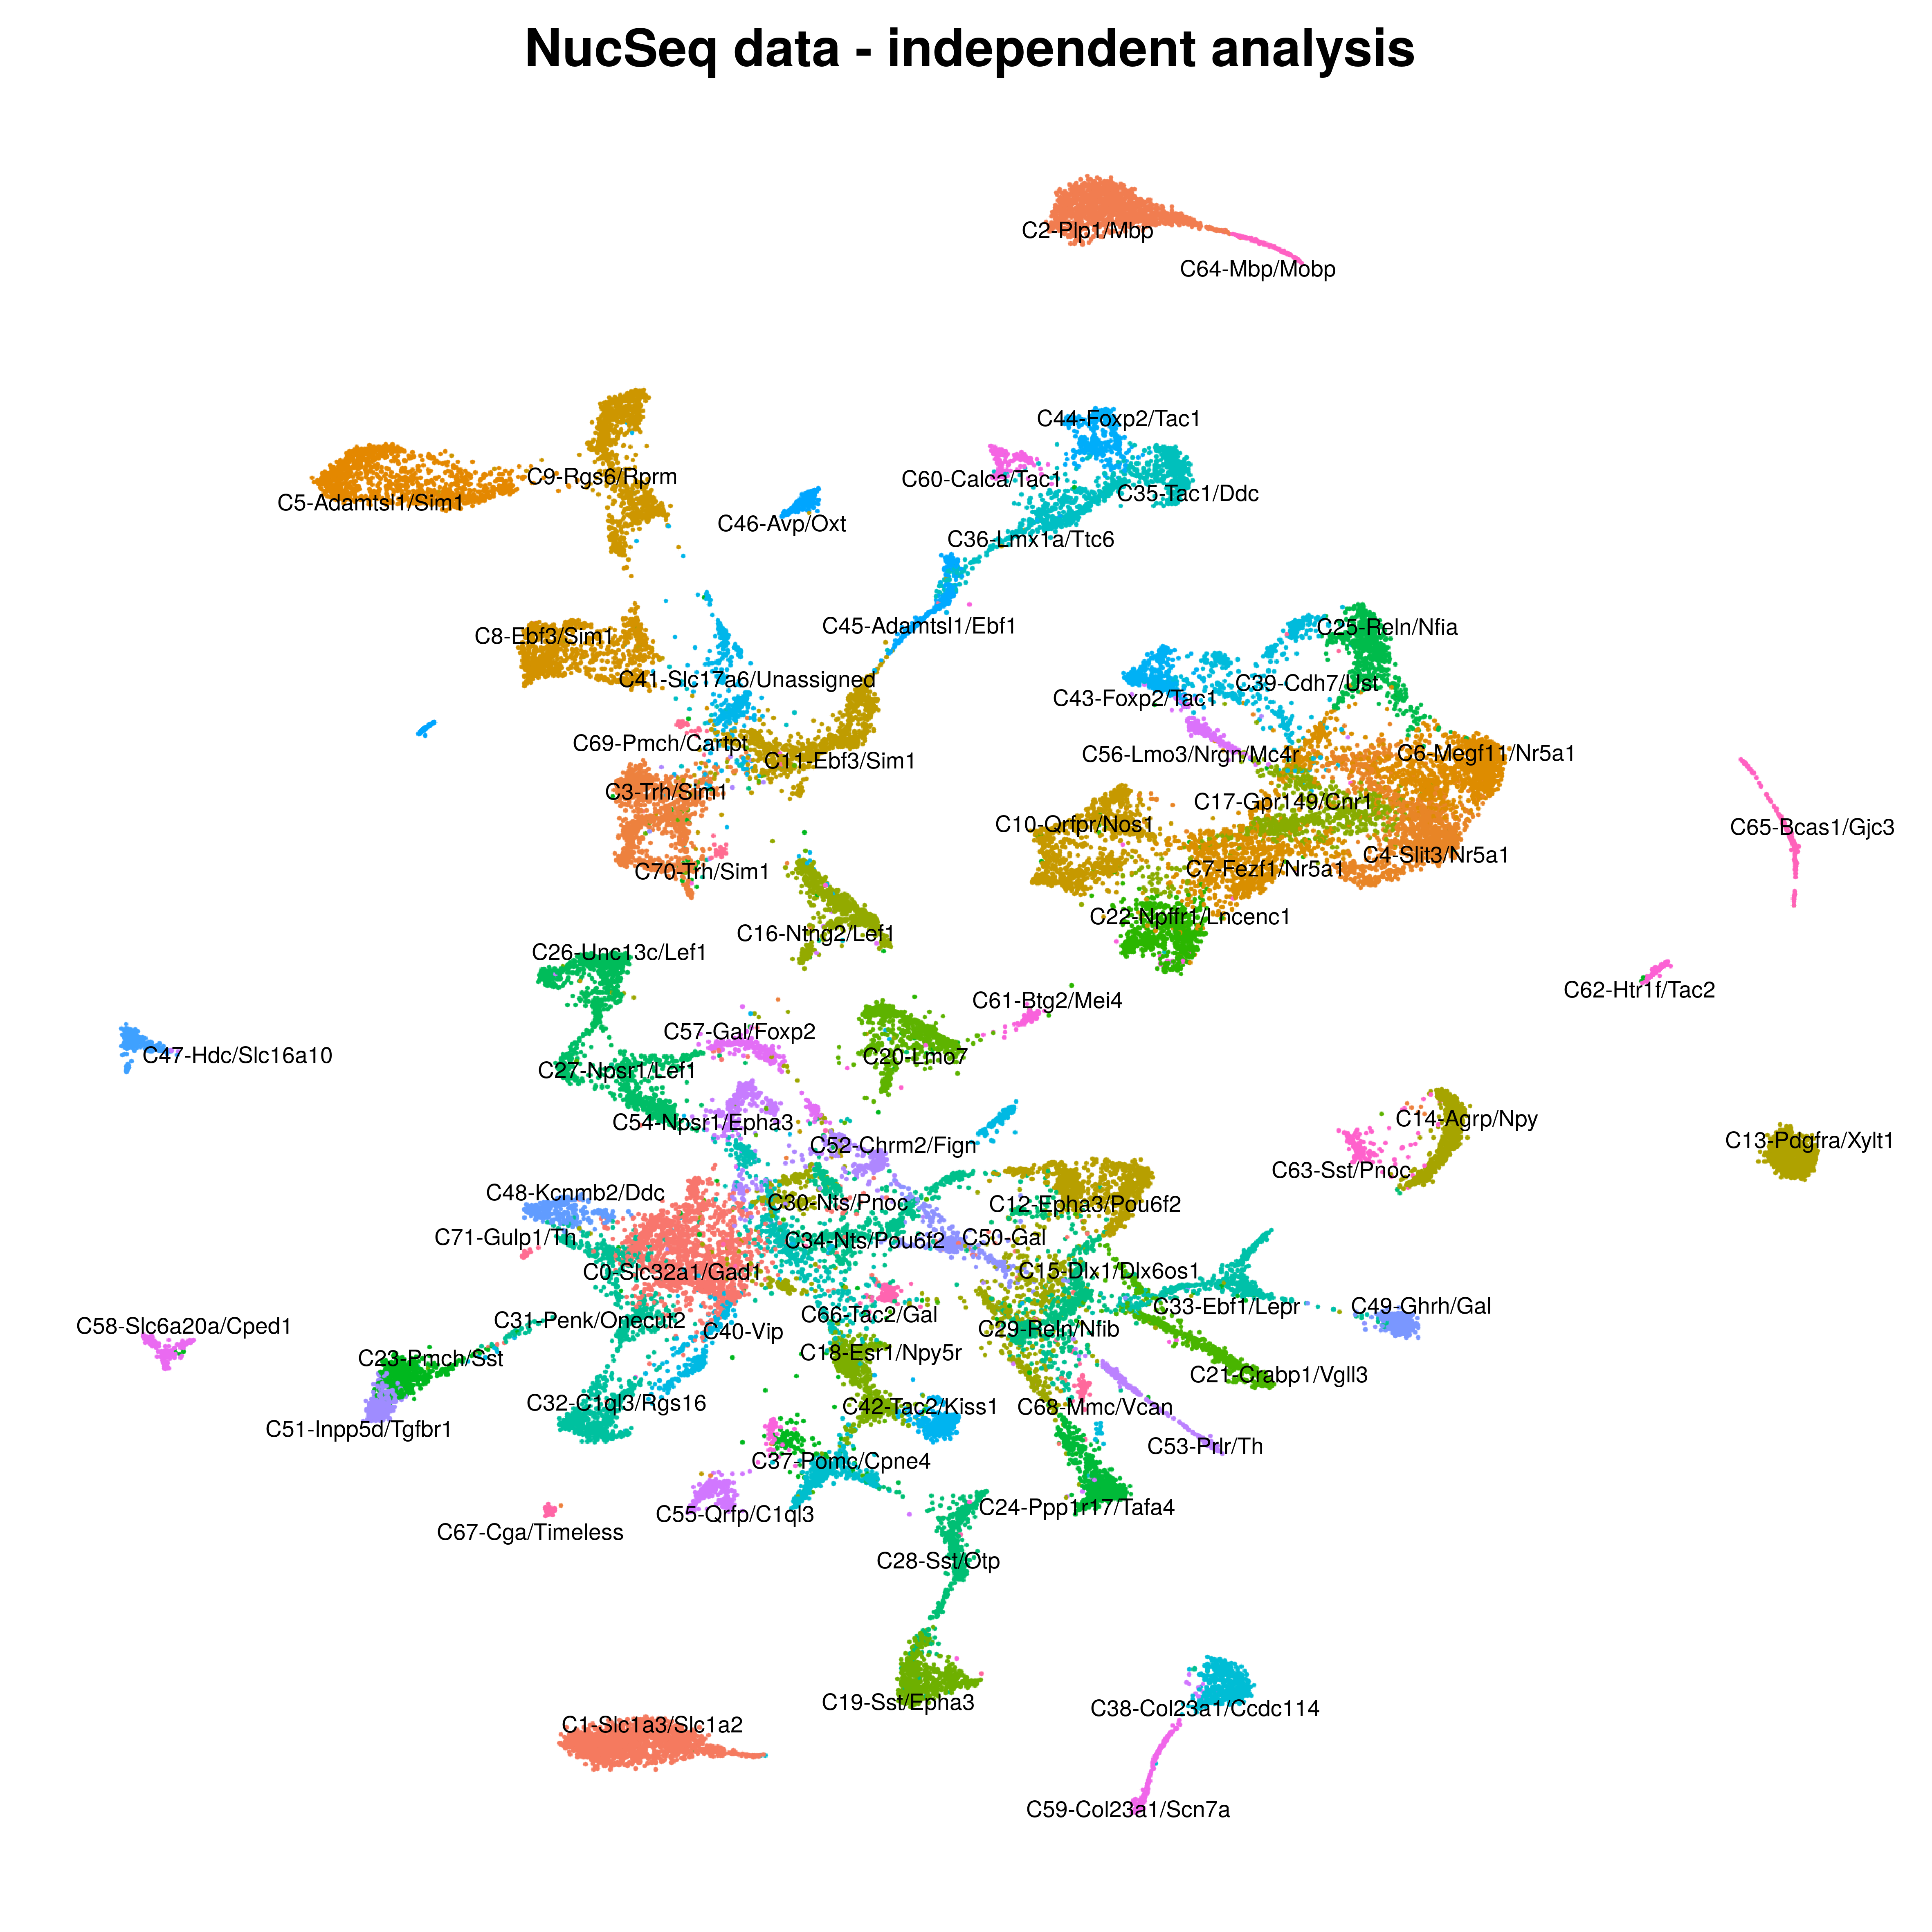 NucSeq data - independent analysis
C2-Plp1/Mbp
C64-Mbp/Mobp
C44-Foxp2/Tac1
C9-Rgs6/Rprm
C60-Calca/Tac1
C35-Tac1/Ddc
C5-Adamtsl1/Sim1
C46-Avp/Oxt
C36-Lmx1a/Ttc6
C45-Adamtsl1/Ebf1
C25-Reln/Nfia
C8-Ebf3/Sim1
C41-Slc17a6/Unassigned
C39-Cdh7/Ust
C43-Foxp2/Tac1
C69-Pmch/Cartpt
C56-Lmo3/Nrgn/Mc4r
C6-Megf11/Nr5a1
C11-Ebf3/Sim1
C3-Trh/Sim1
C17-Gpr149/Cnr1
C10-Qrfpr/Nos1
C65-Bcas1/Gjc3
C4-Slit3/Nr5a1
C70-Trh/Sim1
C7-Fezf1/Nr5a1
C22-Npffr1/Lncenc1
C16-Ntng2/Lef1
C26-Unc13c/Lef1
C62-Htr1f/Tac2
C61-Btg2/Mei4
C57-Gal/Foxp2
C47-Hdc/Slc16a10
C20-Lmo7
C27-Npsr1/Lef1
C14-Agrp/Npy
C54-Npsr1/Epha3
C13-Pdgfra/Xylt1
C52-Chrm2/Fign
C63-Sst/Pnoc
C48-Kcnmb2/Ddc
C30-Nts/Pnoc
C12-Epha3/Pou6f2
C71-Gulp1/Th
C34-Nts/Pou6f2
C50-Gal
C0-Slc32a1/Gad1
C15-Dlx1/Dlx6os1
C33-Ebf1/Lepr
C49-Ghrh/Gal
C66-Tac2/Gal
C31-Penk/Onecut2
C58-Slc6a20a/Cped1
C40-Vip
C29-Reln/Nfib
C18-Esr1/Npy5r
C23-Pmch/Sst
C21-Crabp1/Vgll3
C32-C1ql3/Rgs16
C42-Tac2/Kiss1
C68-Mmc/Vcan
C51-Inpp5d/Tgfbr1
C53-Prlr/Th
C37-Pomc/Cpne4
C24-Ppp1r17/Tafa4
C55-Qrfp/C1ql3
C67-Cga/Timeless
C28-Sst/Otp
C19-Sst/Epha3
C38-Col23a1/Ccdc114
C1-Slc1a3/Slc1a2
C59-Col23a1/Scn7a